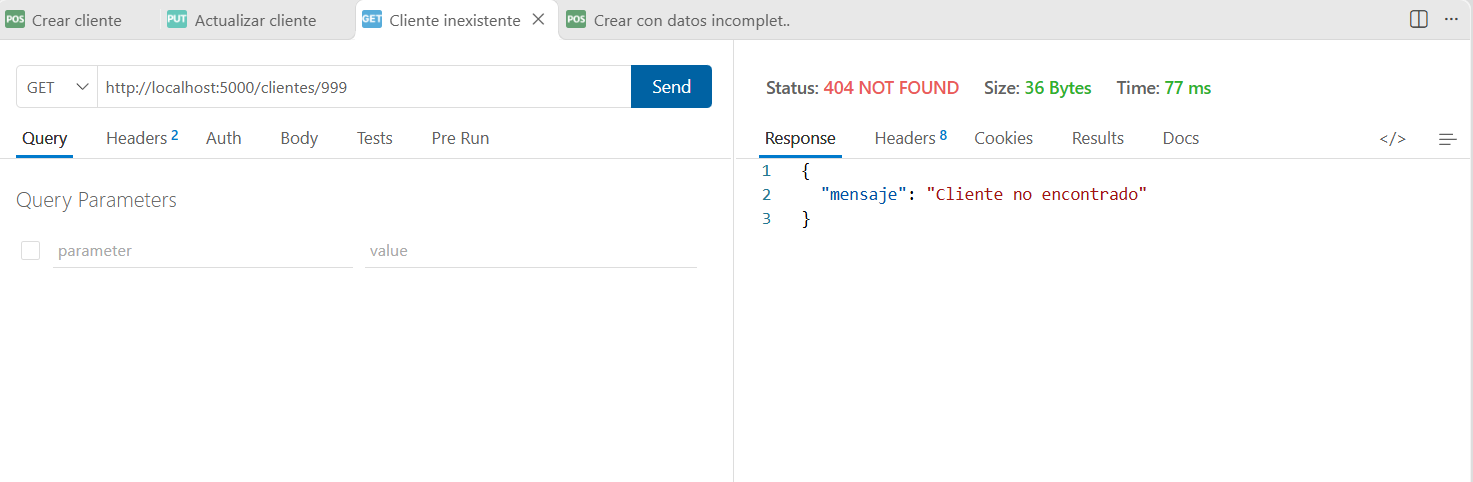 POS Crear cliente PUT Actualizar cliente GET Cliente inexistente POS Crear con datos incomplet..
GET http://localhost:5000/clientes/999 Send
Query Headers 2 Auth Body Tests Pre Run
Query Parameters
parameter value
Status: 404 NOT FOUND Size: 36 Bytes Time: 77 ms
Response Headers 8 Cookies Results Docs </>
1 {
2 "mensaje": "Cliente no encontrado"
3 }